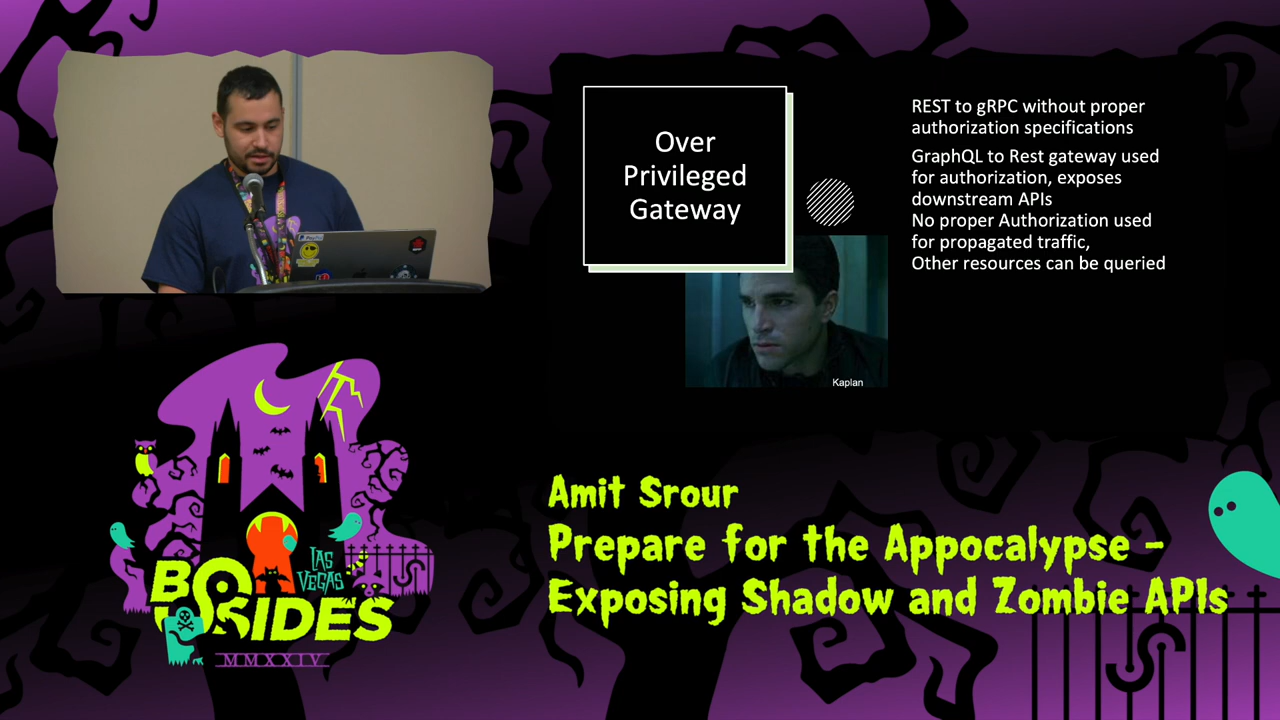 Over
Privileged
Gateway
REST to gRPC without proper
authorization specifications
GraphQL to Rest gateway used
for authorization, exposes
downstream APIs
No proper Authorization used
for propagated traffic,
Other resources can be queried
Kaplan
LAS
VEGAS
BSIDES
MMXXIV
Amit Srour
Prepare for the Appocalypse -
Exposing Shadow and Zombie APIs